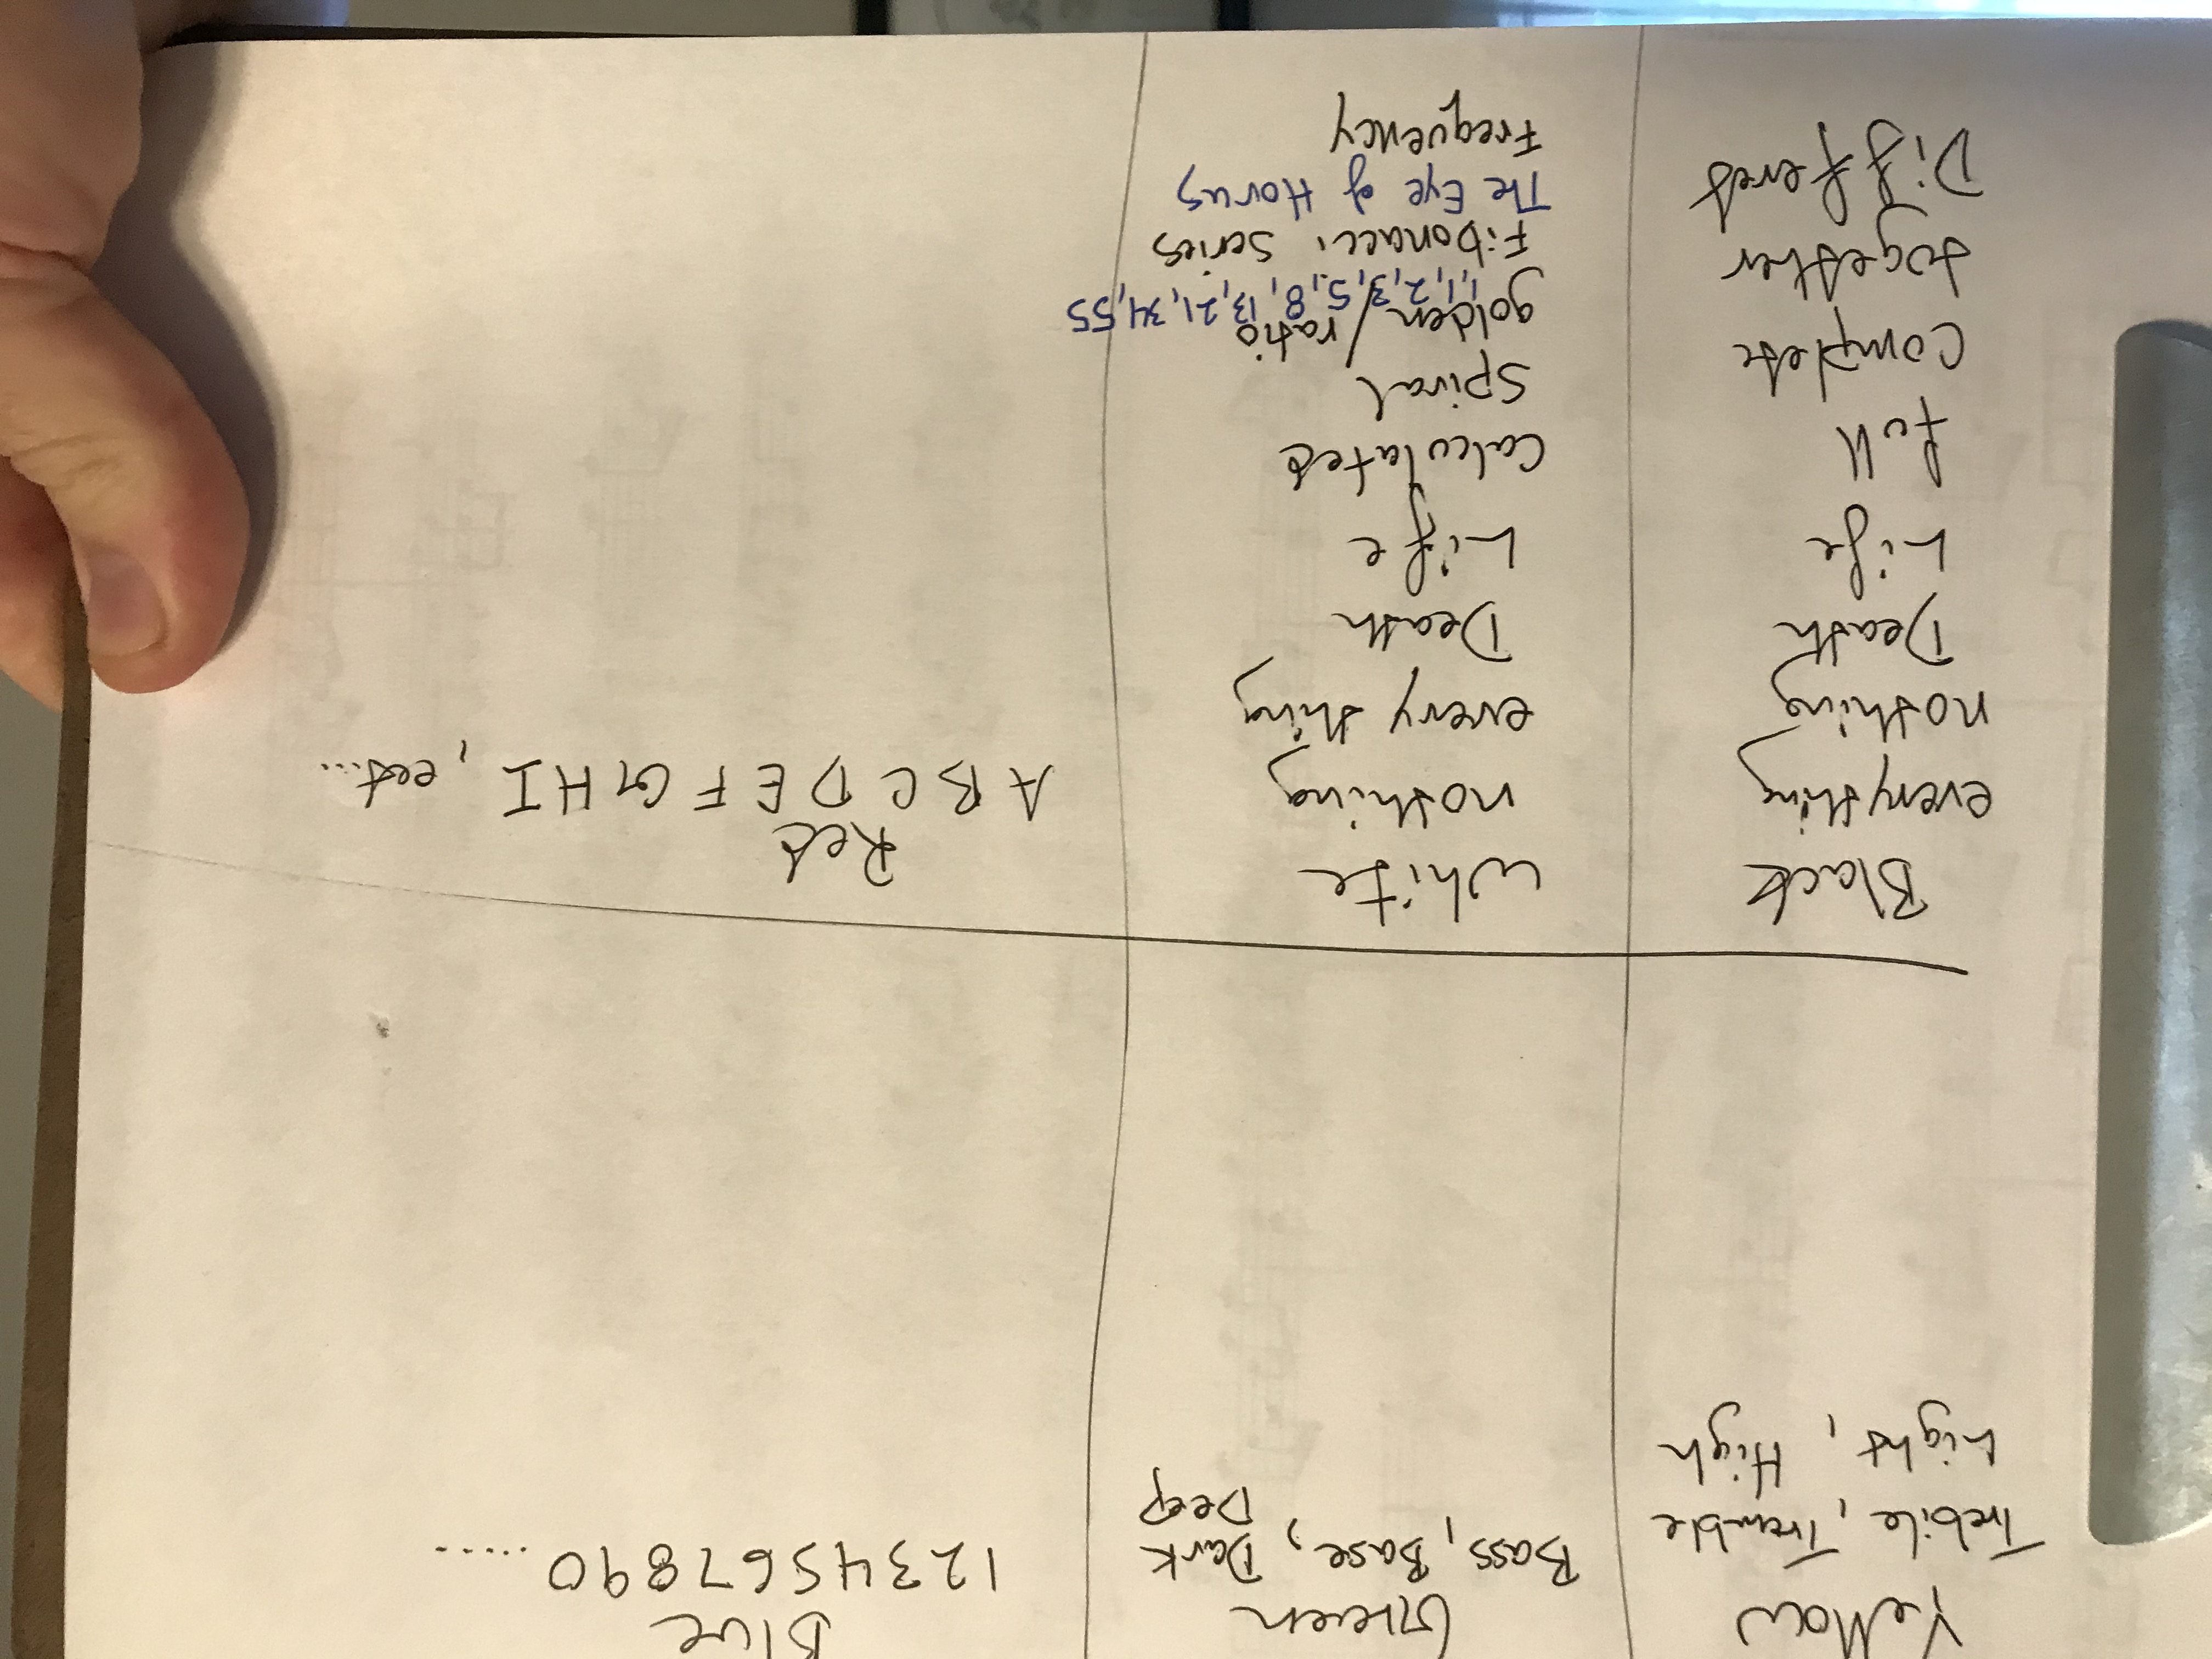 Yellow
Trebile, Tremble
Light, High
Green
Bass, Base, Dark
Deep
Blue
1234567890.....
Black
everything
nothing
Death
Life
full
Complete
together
Differet
White
nothing
every thing
Death
Life
Calculated
Spiral
golden/ratio
1,1,2,3,5,8,13,21,34,55
Fibonacci Series
The Eye of Horus
Frequency
Red
A B C D E F G H I, ect...